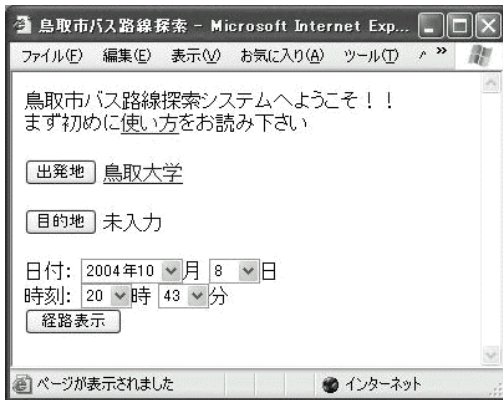 鳥取市バス路線探索 - Microsoft Internet Exp...
ファイル(F) 編集(E) 表示(V) お気に入り(A) ツール(T) »
鳥取市バス路線探索システムへようこそ！！
まず初めに使い方をお読み下さい
出発地 鳥取大学
目的地 未入力
日付: 2004年10 月 8 日
時刻: 20 時 43 分
経路表示
ページが表示されました インターネット